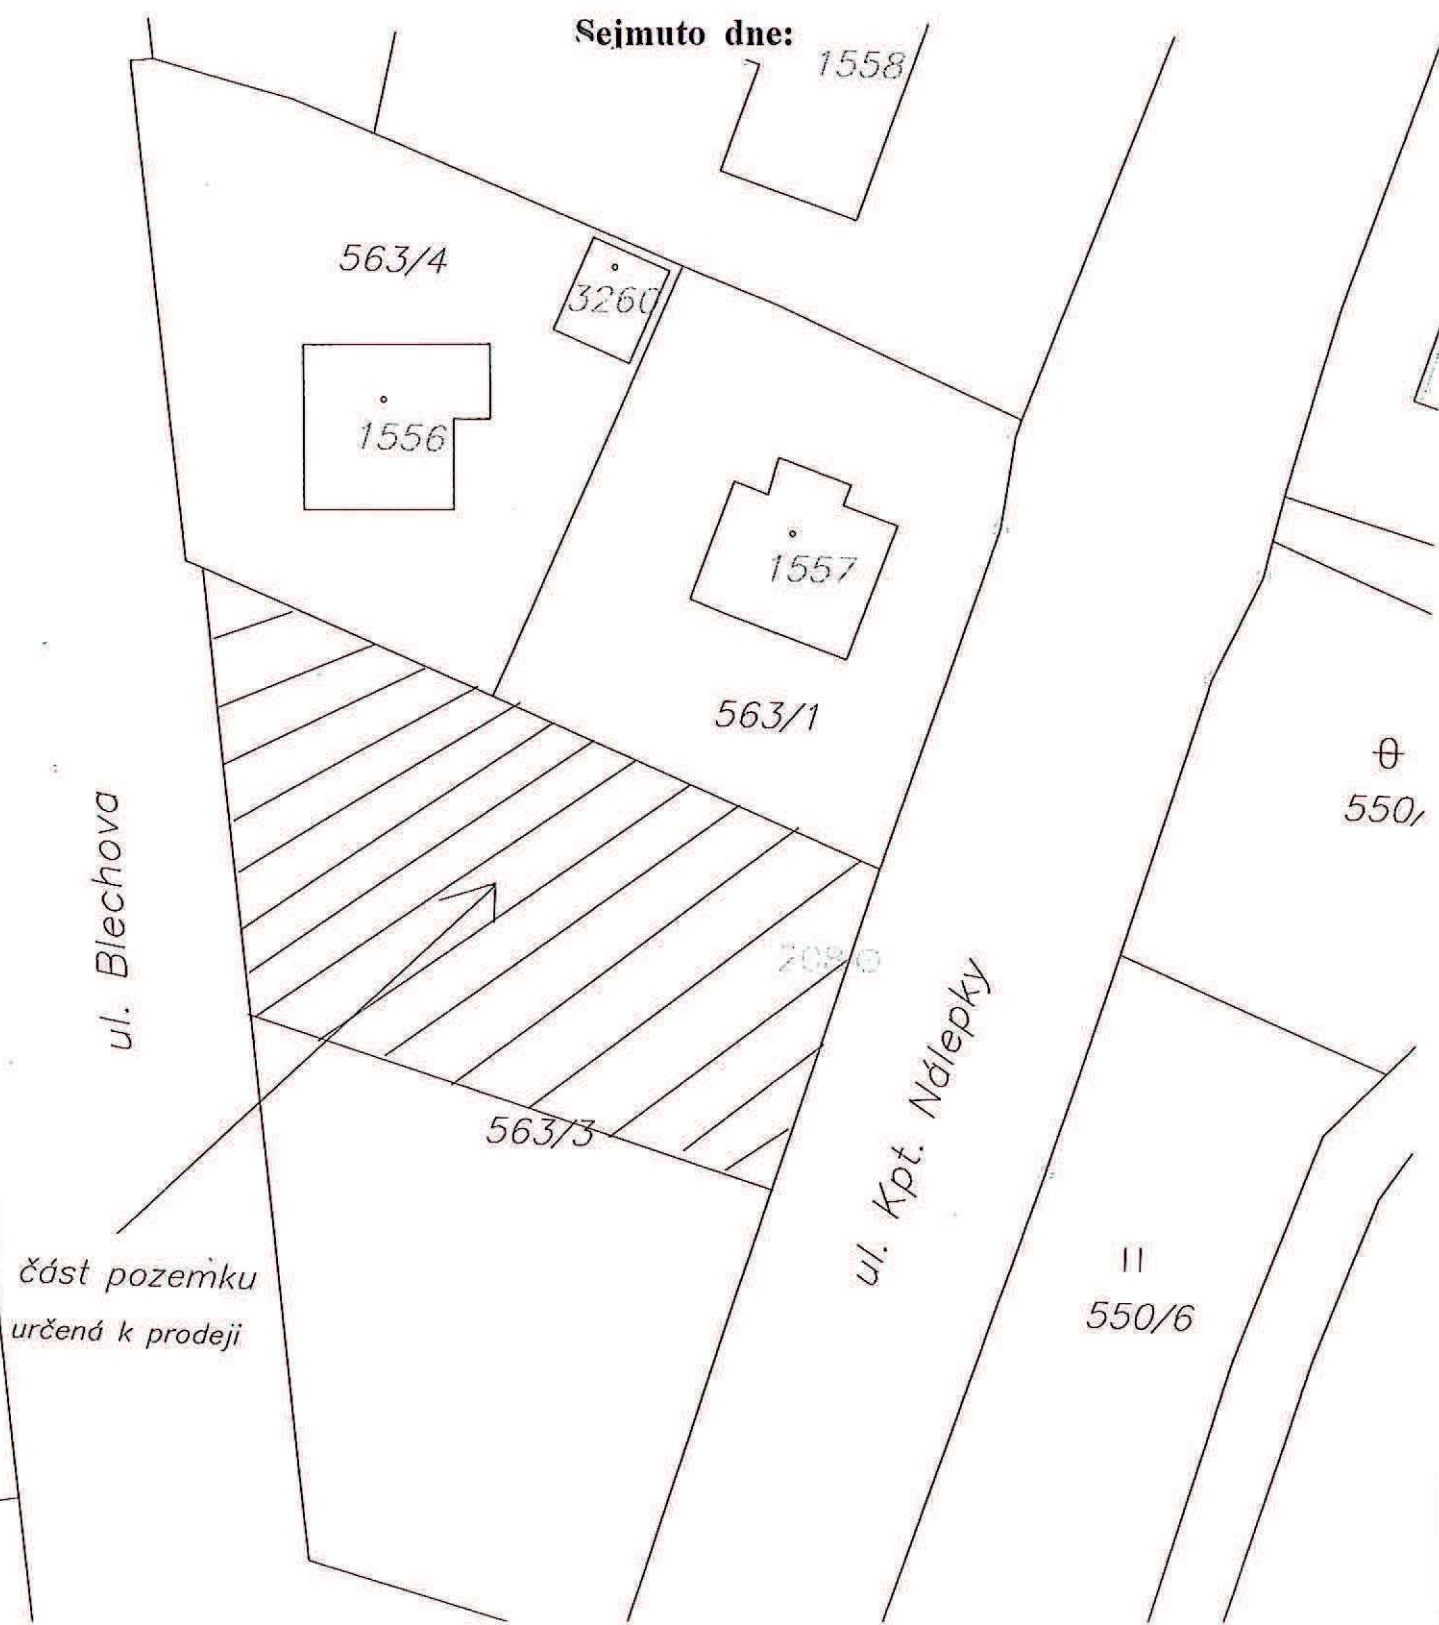 Sejmuto dne:
1558
563/4
3260
1556
1557
563/1
550/
ul. Blechova
ul. Kpt. Nálepky
563/3
část pozemku
určená k prodeji
550/6